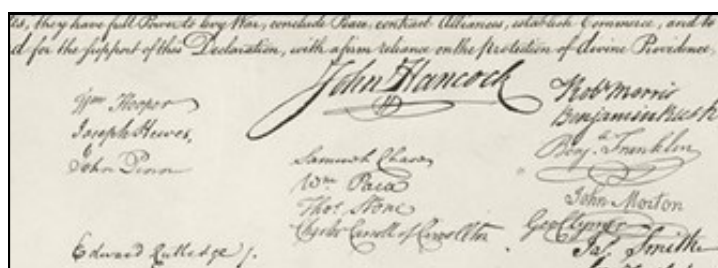 es, they have full Power to levy War, conclude Peace, contract Alliances, establish Commerce, and to
d for the support of this Declaration, with a firm reliance on the Protection of divine Providence,
John Hancock
Wm Hooper
Joseph Hewes,
John Penn
Edward Rutledge /.
Samuel Chase
Wm. Paca
Thos. Stone
Charles Carroll of Carrollton
Robt Morris
Benjamin Rush
Benja. Franklin
John Morton
Geo Clymer
Jas. Smith